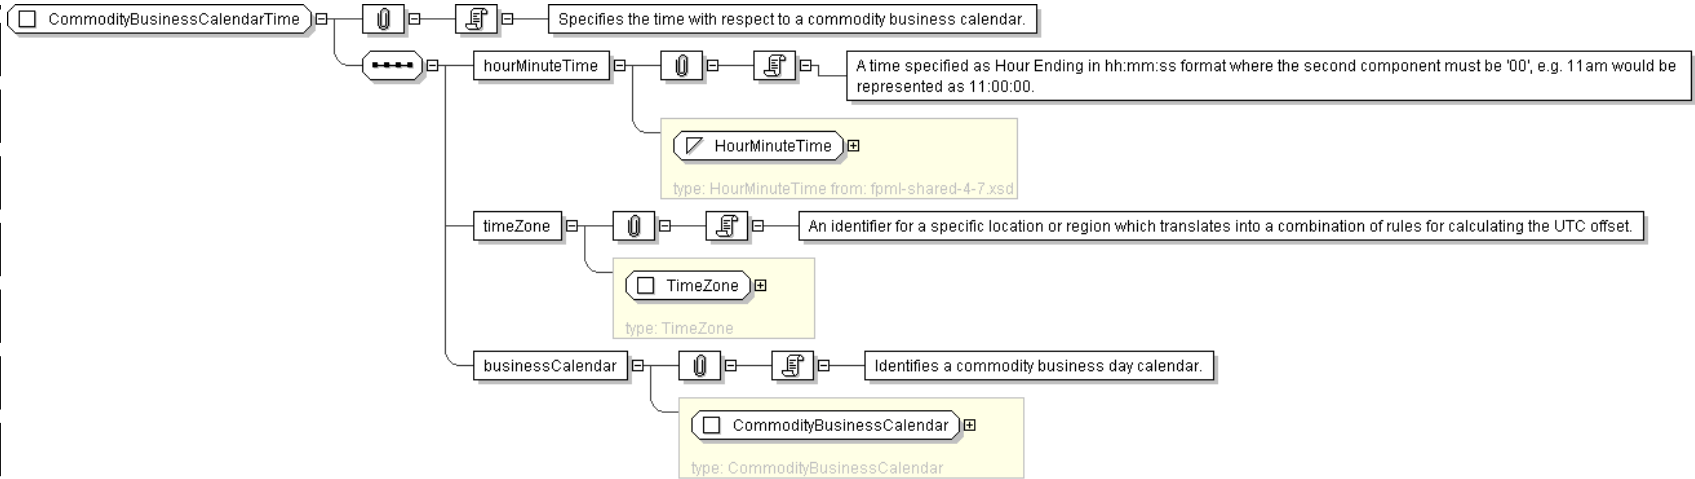 CommodityBusinessCalendarTime
Specifies the time with respect to a commodity business calendar.
hourMinuteTime
A time specified as Hour Ending in hh:mm:ss format where the second component must be '00', e.g. 11am would be
represented as 11:00:00.
HourMinuteTime
type: HourMinuteTime from: fpml-shared-4-7.xsd
timeZone
An identifier for a specific location or region which translates into a combination of rules for calculating the UTC offset.
TimeZone
type: TimeZone
businessCalendar
Identifies a commodity business day calendar.
CommodityBusinessCalendar
type: CommodityBusinessCalendar